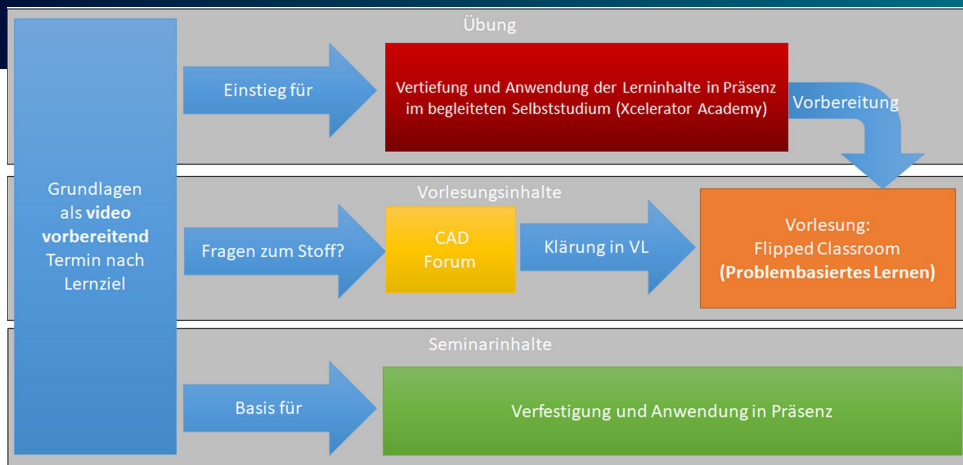 Übung
Grundlagen
als video
vorbereitend
Termin nach
Lernziel
Einstieg für
Vertiefung und Anwendung der Lerninhalte in Präsenz
im begleiteten Selbststudium (Xcelerator Academy)
Vorbereitung
Vorlesungsinhalte
Fragen zum Stoff?
CAD
Forum
Klärung in VL
Vorlesung:
Flipped Classroom
(Problembasiertes Lernen)
Seminarinhalte
Basis für
Verfestigung und Anwendung in Präsenz